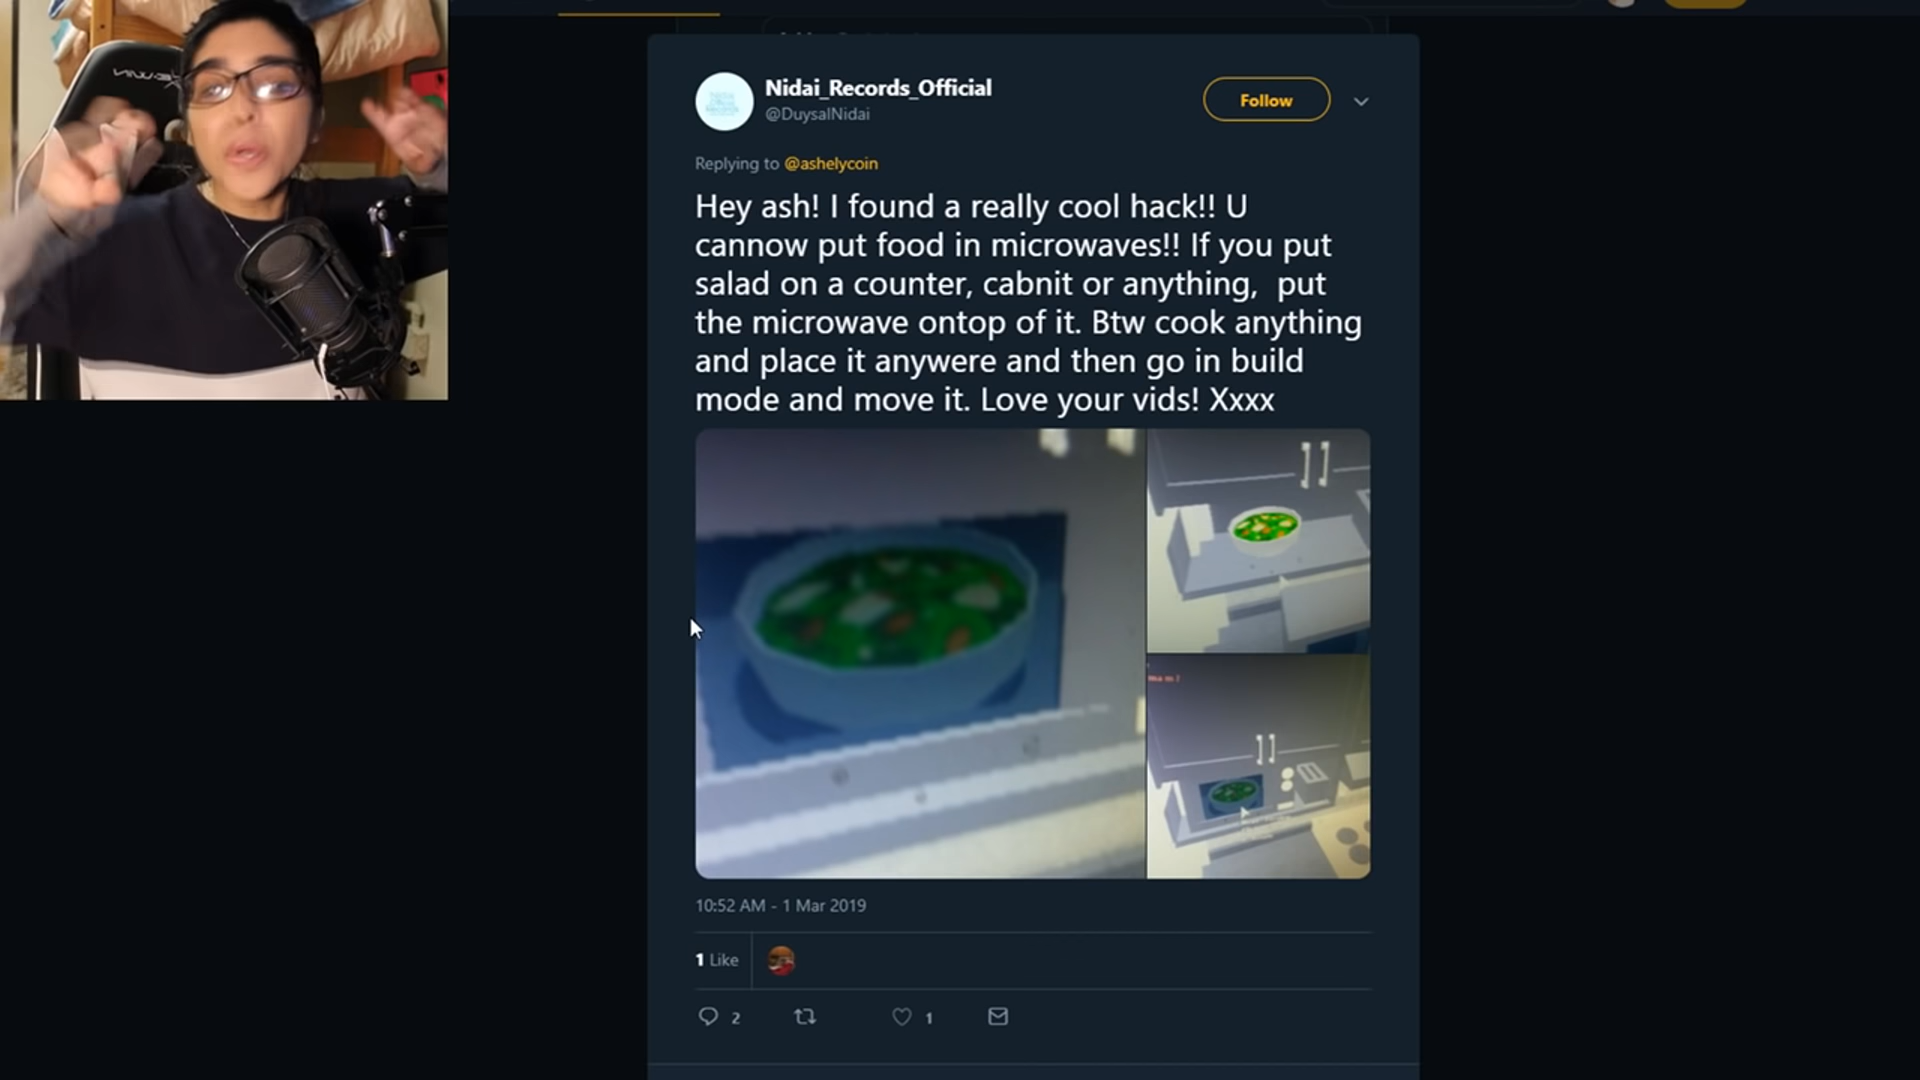 Nidai_Records_Official
@DuysalNidai
Follow
Replying to @ashelycoin
Hey ash! I found a really cool hack!! U
cannow put food in microwaves!! If you put
salad on a counter, cabnit or anything,  put
the microwave ontop of it. Btw cook anything
and place it anywere and then go in build
mode and move it. Love your vids! Xxxx
10:52 AM - 1 Mar 2019
1 Like
2
1